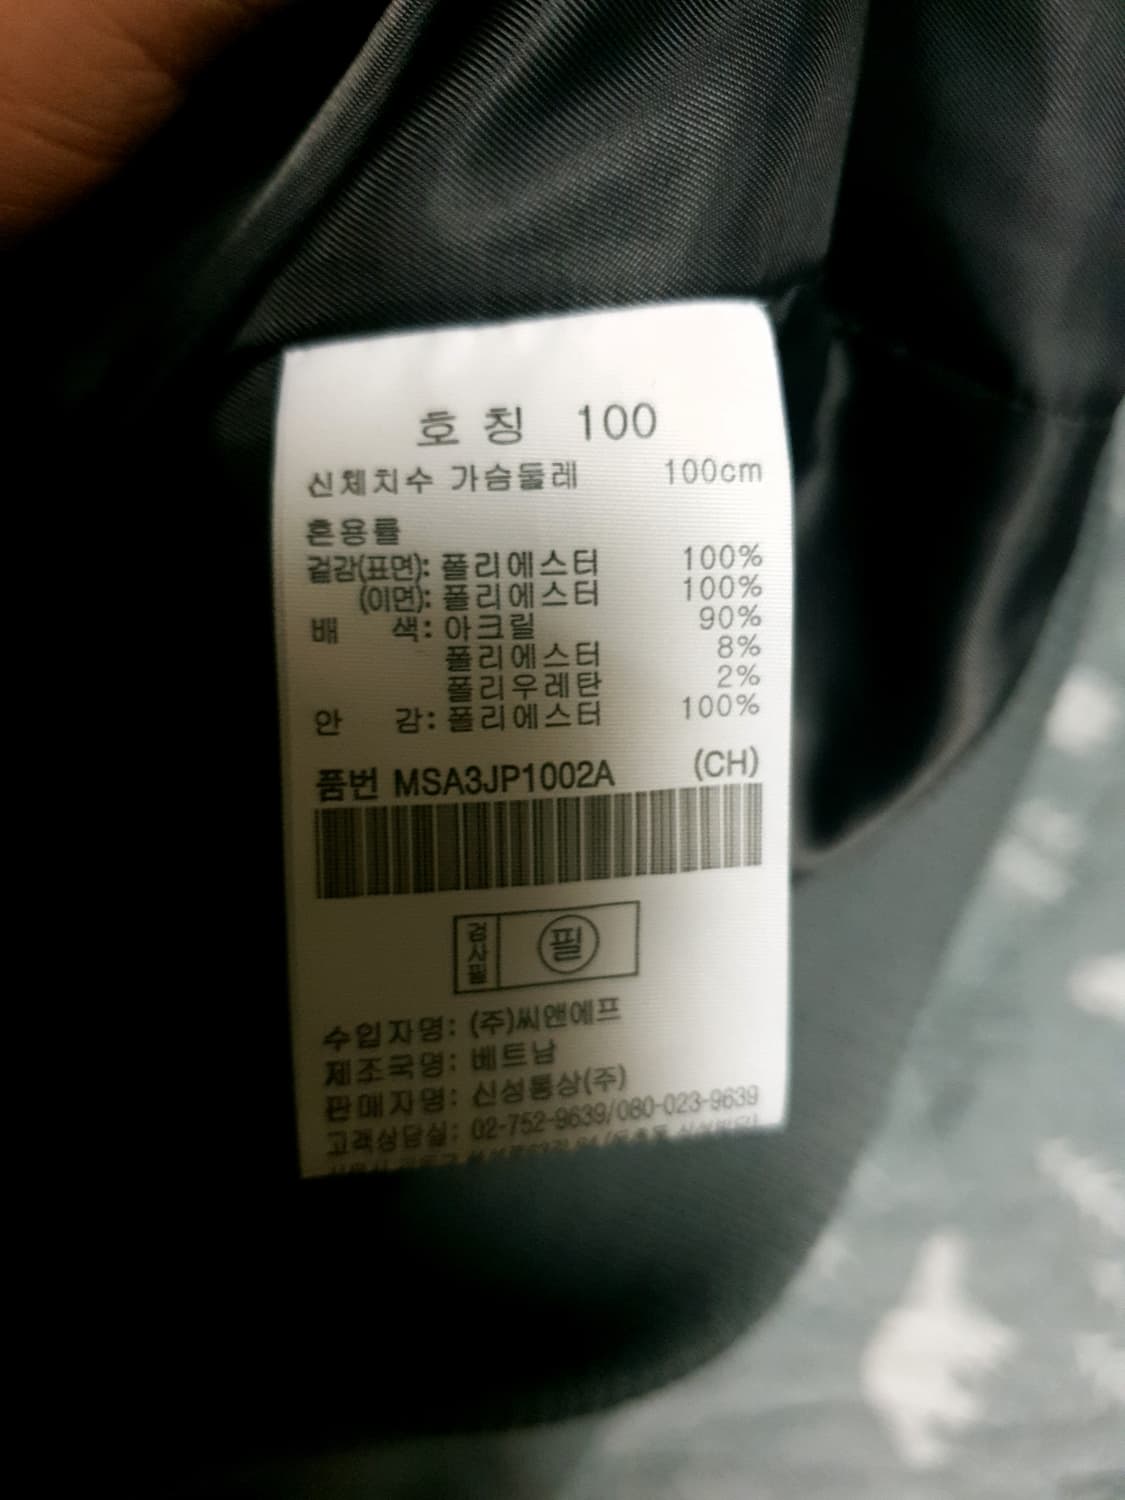 호칭 100
신체치수 가슴둘레 100cm
혼용률
겉감(표면): 폴리에스터 100%
(이면): 폴리에스터 100%
배 색: 아크릴 90%
폴리에스터 8%
폴리우레탄 2%
안 감: 폴리에스터 100%
품번 MSA3JP1002A (CH)
검사필 필
수입자명: (주)씨앤에프
제조국명: 베트남
판매자명: 신성통상(주)
고객상담실: 02-752-9639/080-023-9639